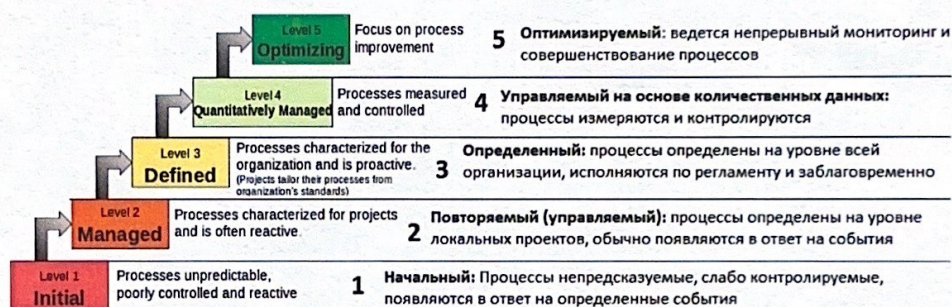 Level 5
Optimizing
Focus on process
improvement
5 Оптимизируемый: ведется непрерывный мониторинг и
совершенствование процессов
Level 4
Quantitatively Managed
Processes measured
and controlled
4 Управляемый на основе количественных данных:
процессы измеряются и контролируются
Level 3
Defined
Processes characterized for the
organization and is proactive.
(Projects tailor their processes from
organization's standards)
3 Определенный: процессы определены на уровне всей
организации, исполняются по регламенту и заблаговременно
Level 2
Managed
Processes characterized for projects
and is often reactive.
2 Повторяемый (управляемый): процессы определены на уровне
локальных проектов, обычно появляются в ответ на события
Level 1
Initial
Processes unpredictable,
poorly controlled and reactive
1 Начальный: Процессы непредсказуемые, слабо контролируемые,
появляются в ответ на определенные события